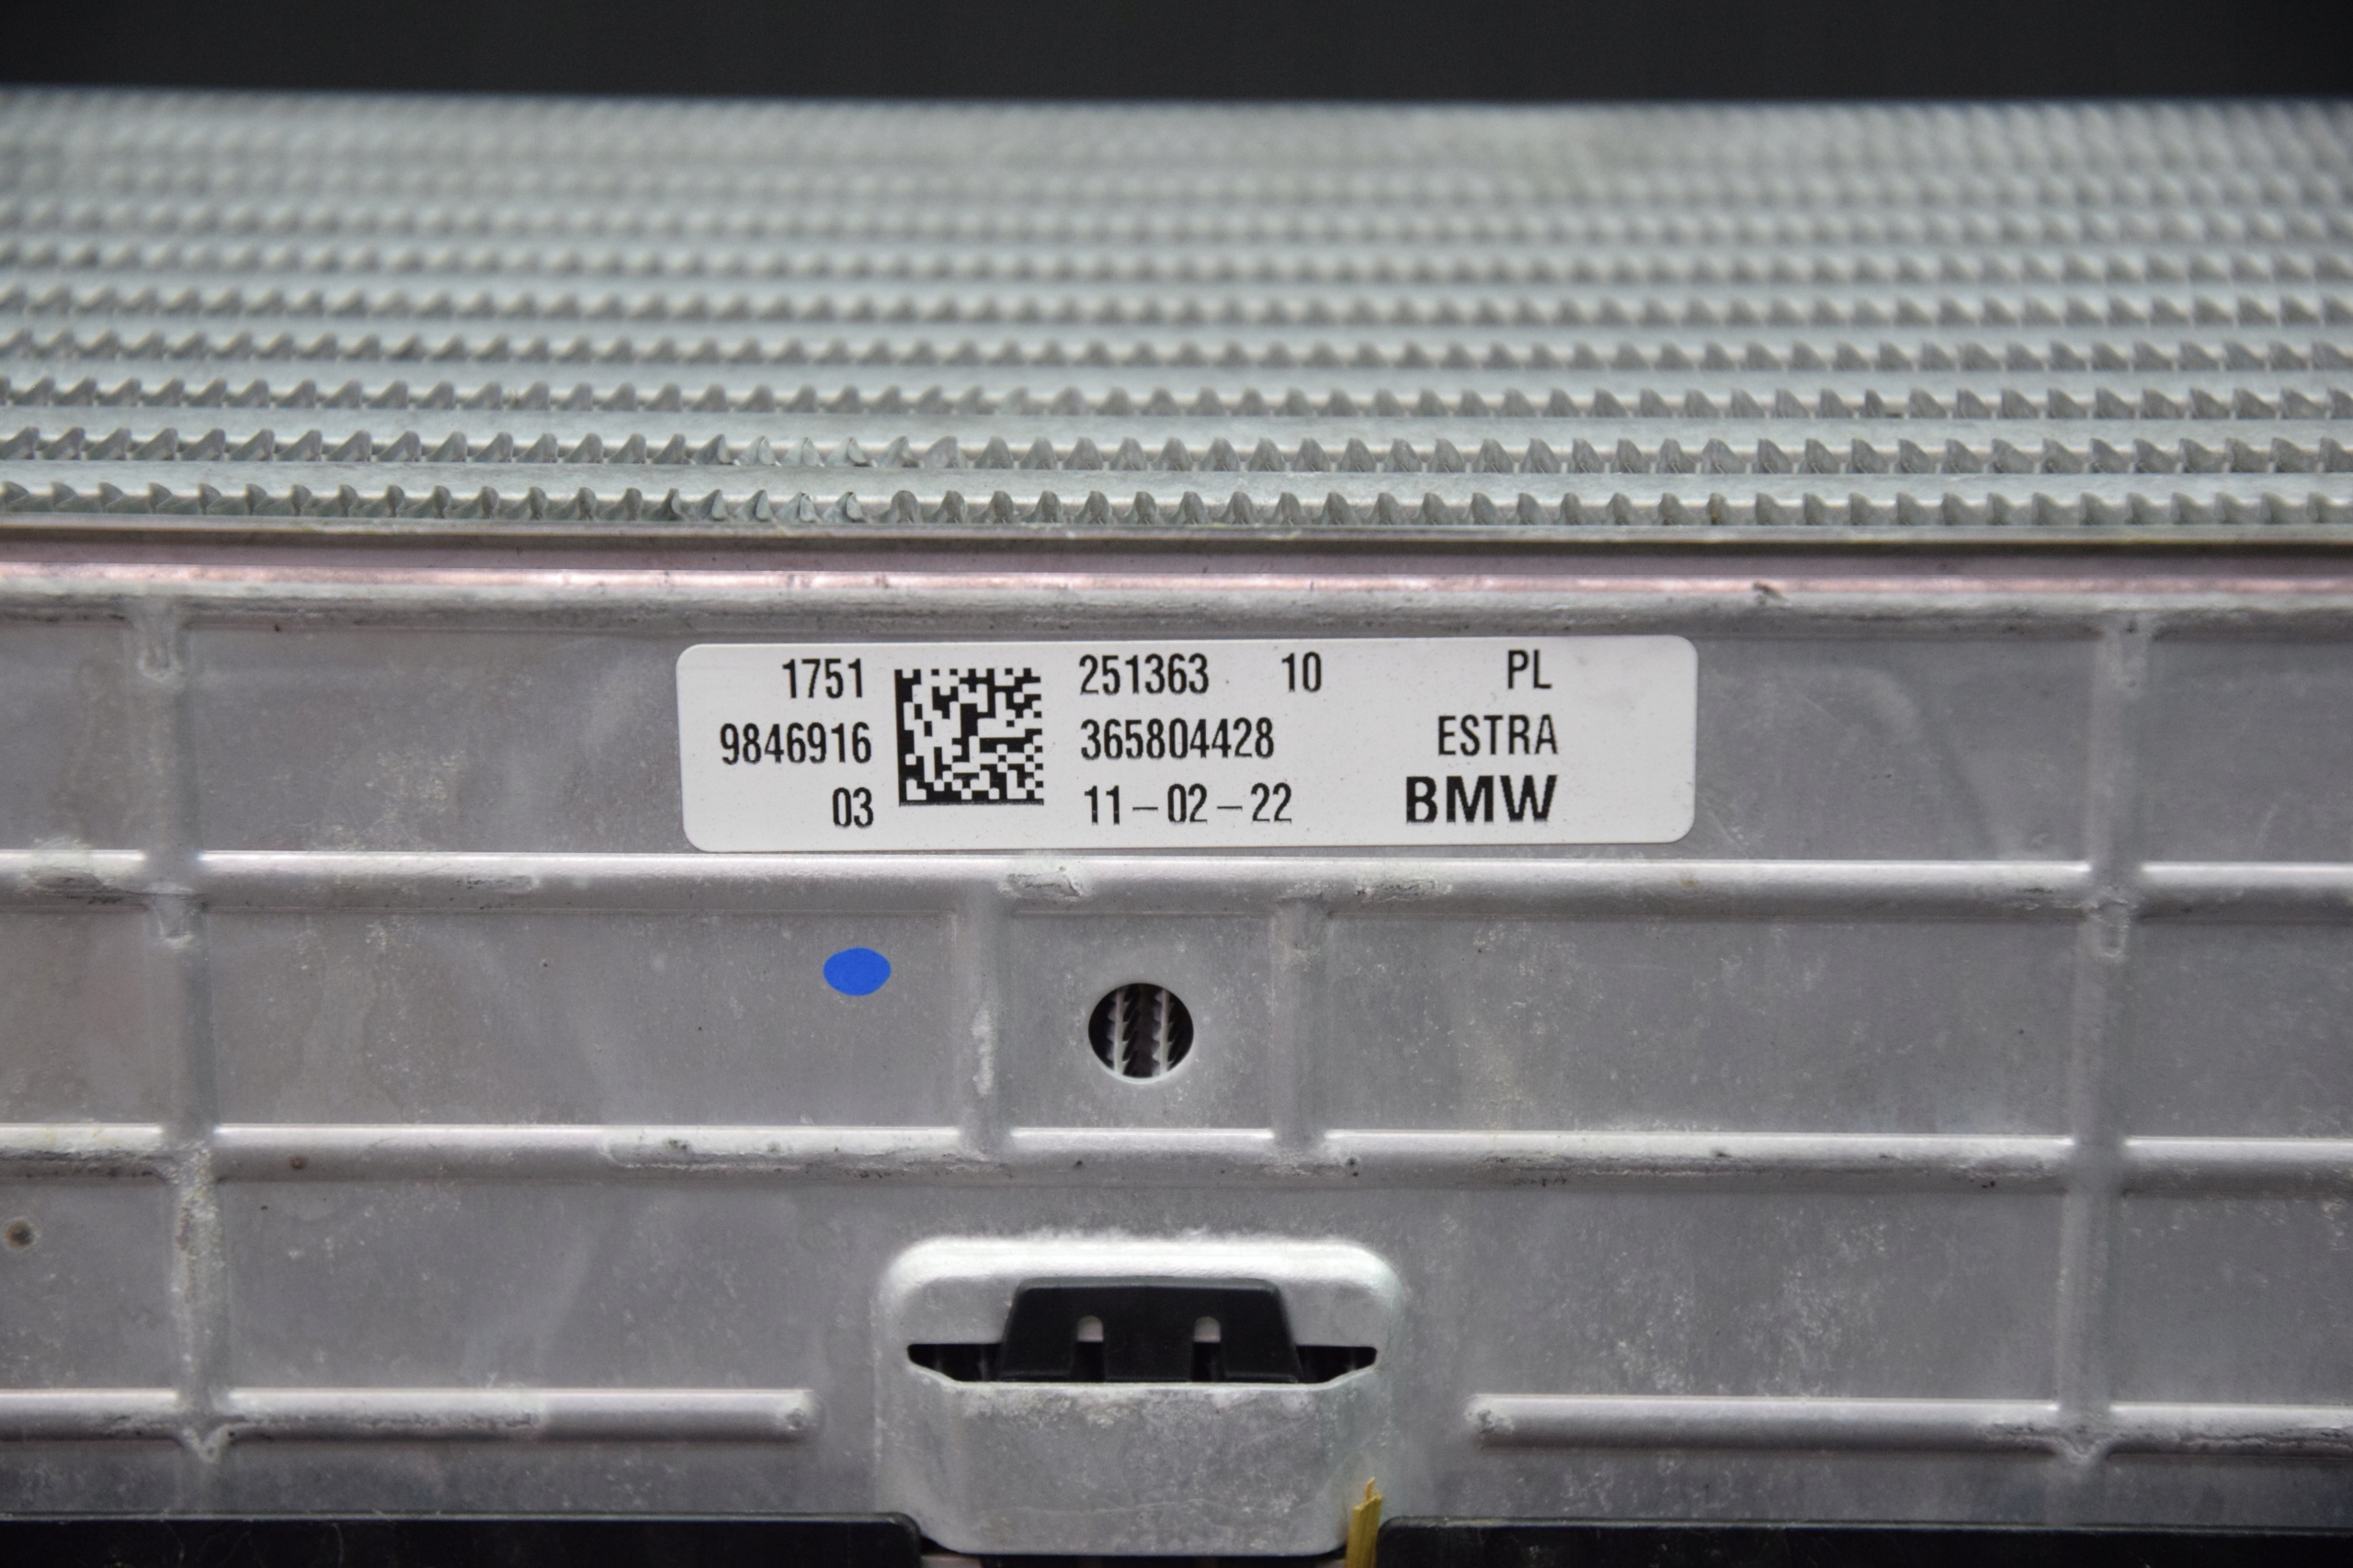 1751 251363 10 PL
9846916 365804428 ESTRA
03 11-02-22 BMW